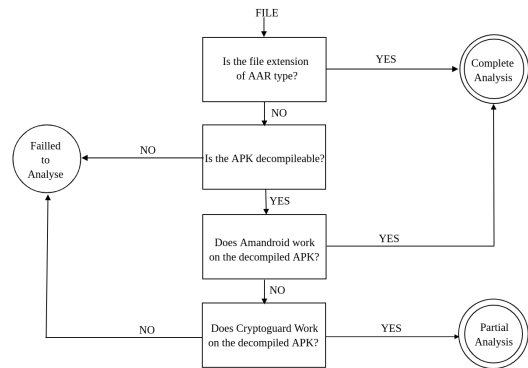 FILE
Is the file extension
of AAR type?
YES
Complete
Analysis
NO
Failled
to
Analyse
NO
Is the APK decompileable?
YES
Does Amandroid work
on the decompiled APK?
YES
NO
NO
Does Cryptoguard Work
on the decompiled APK?
YES
Partial
Analysis